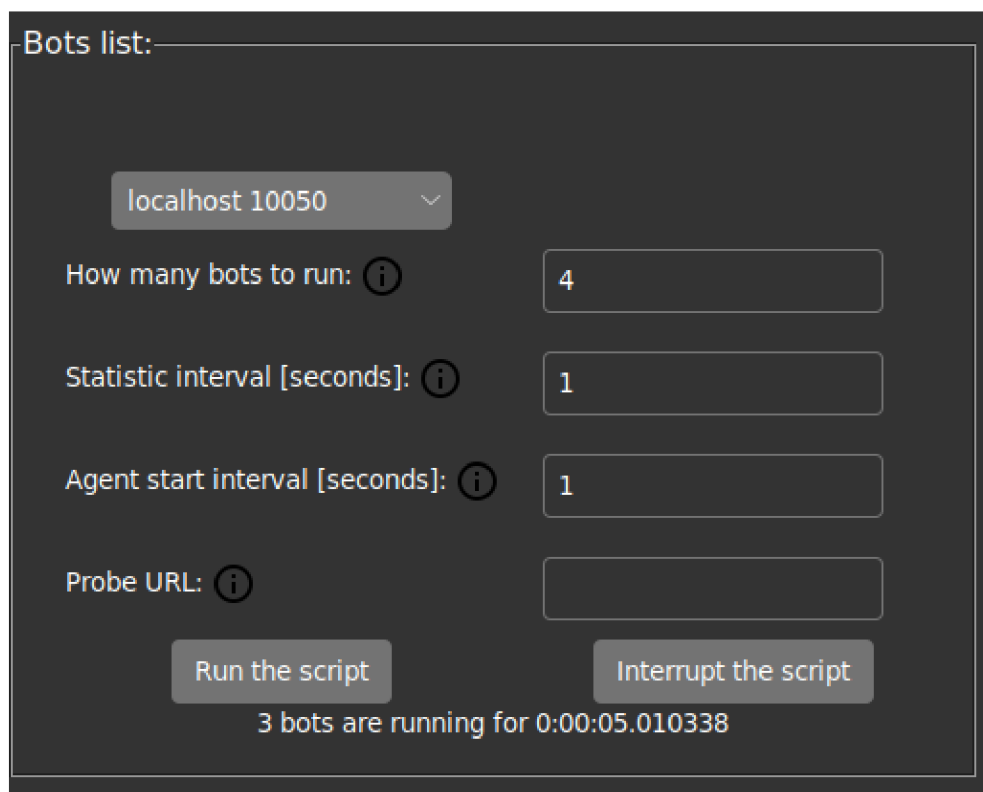 Bots list:
localhost 10050
How many bots to run:
4
Statistic interval [seconds]:
1
Agent start interval [seconds]:
1
Probe URL:
Run the script
Interrupt the script
3 bots are running for 0:00:05.010338